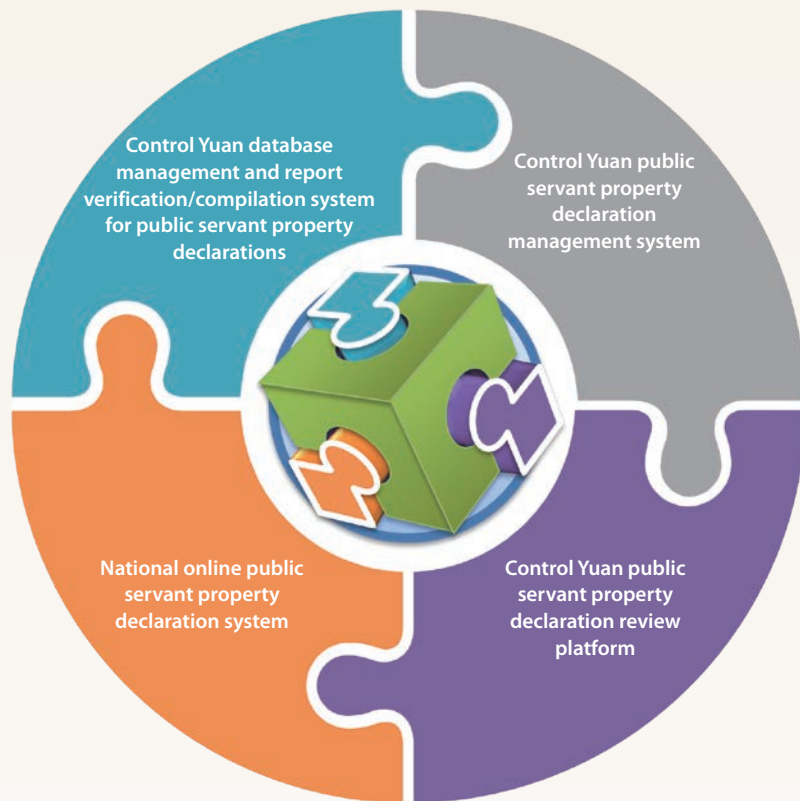 Control Yuan database
management and report
verification/compilation system
for public servant property
declarations
Control Yuan public
servant property
declaration
management system
National online public
servant property
declaration system
Control Yuan public
servant property
declaration review
platform